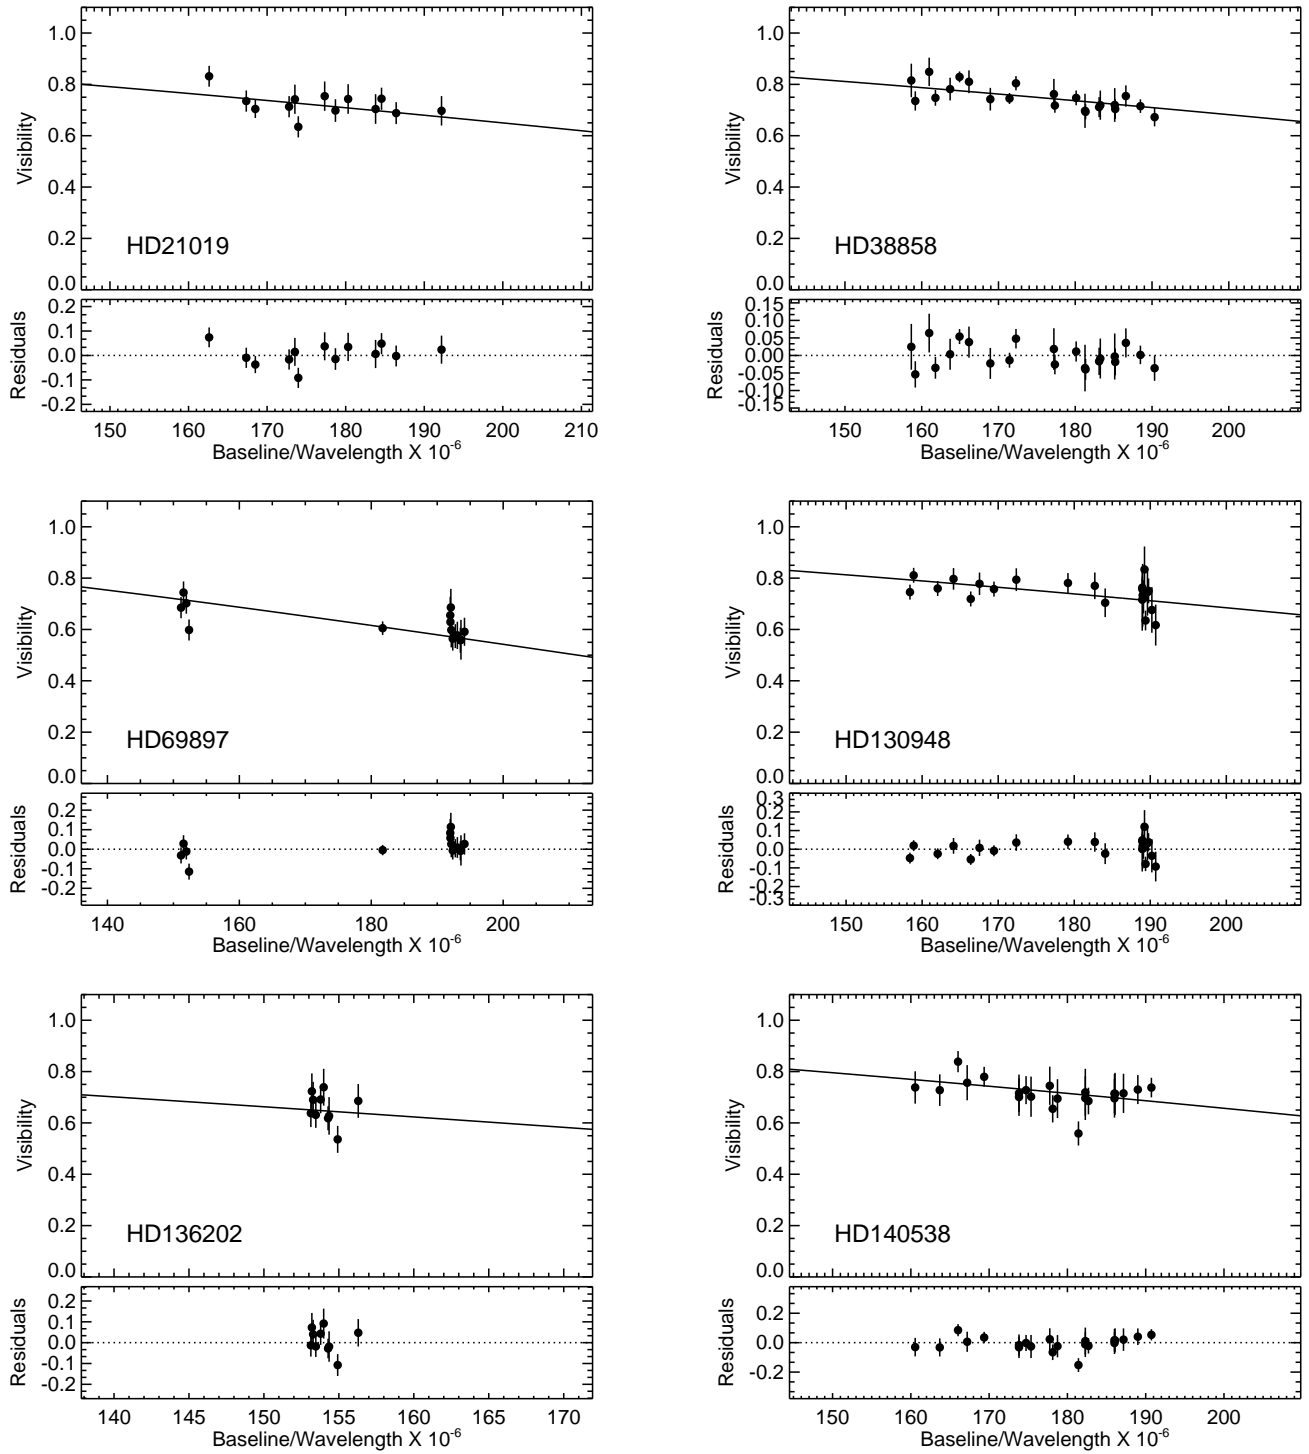 1.0
0.8
0.6
0.4
0.2
0.0
Visibility
HD21019
0.2
0.1
0.0
-0.1
-0.2
Residuals
150 160 170 180 190 200 210
Baseline/Wavelength X 10-6
1.0
0.8
0.6
0.4
0.2
0.0
Visibility
HD38858
0.15
0.10
0.05
0.00
-0.05
-0.10
-0.15
Residuals
150 160 170 180 190 200
Baseline/Wavelength X 10-6
1.0
0.8
0.6
0.4
0.2
0.0
Visibility
HD69897
0.2
0.1
0.0
-0.1
-0.2
Residuals
140 160 180 200
Baseline/Wavelength X 10-6
1.0
0.8
0.6
0.4
0.2
0.0
Visibility
HD130948
0.3
0.2
0.1
0.0
-0.1
-0.2
-0.3
Residuals
150 160 170 180 190 200
Baseline/Wavelength X 10-6
1.0
0.8
0.6
0.4
0.2
0.0
Visibility
HD136202
0.2
0.1
0.0
-0.1
-0.2
Residuals
140 145 150 155 160 165 170
Baseline/Wavelength X 10-6
1.0
0.8
0.6
0.4
0.2
0.0
Visibility
HD140538
0.2
0.0
-0.2
Residuals
150 160 170 180 190 200
Baseline/Wavelength X 10-6